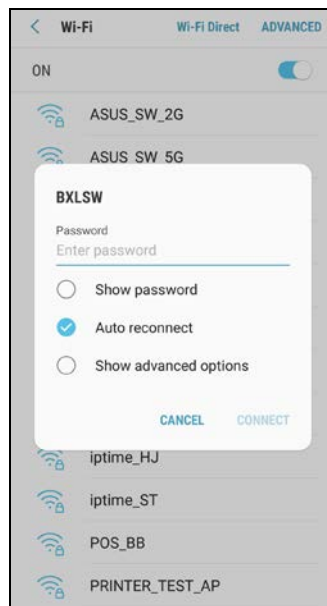 Wi-Fi Wi-Fi Direct ADVANCED
ON
ASUS_SW_2G
ASUS_SW_5G
BXLSW
Password
Enter password
Show password
Auto reconnect
Show advanced options
CANCEL CONNECT
iptime_HJ
iptime_ST
POS_BB
PRINTER_TEST_AP